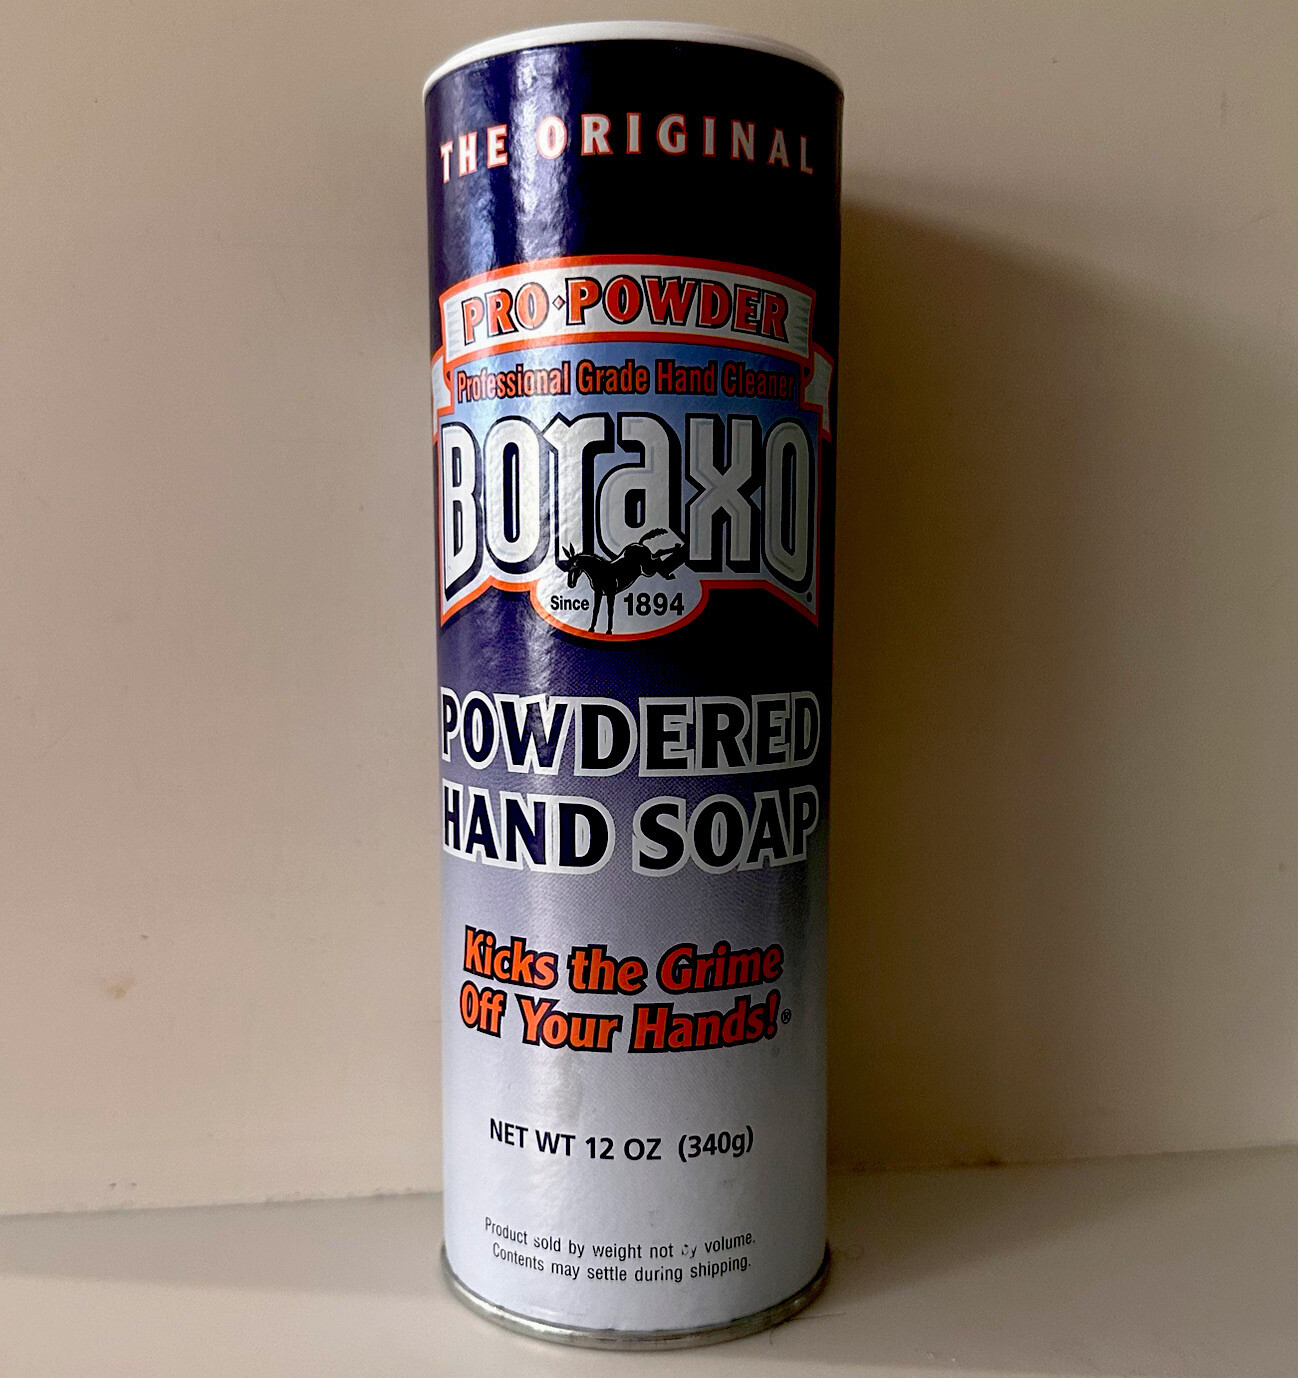 THE ORIGINAL
PRO·POWDER
Professional Grade Hand Cleaner
Boraxo
Since 1894
POWDERED
HAND SOAP
Kicks the Grime
Off Your Hands!®
NET WT 12 OZ (340g)
Product sold by weight not by volume.
Contents may settle during shipping.